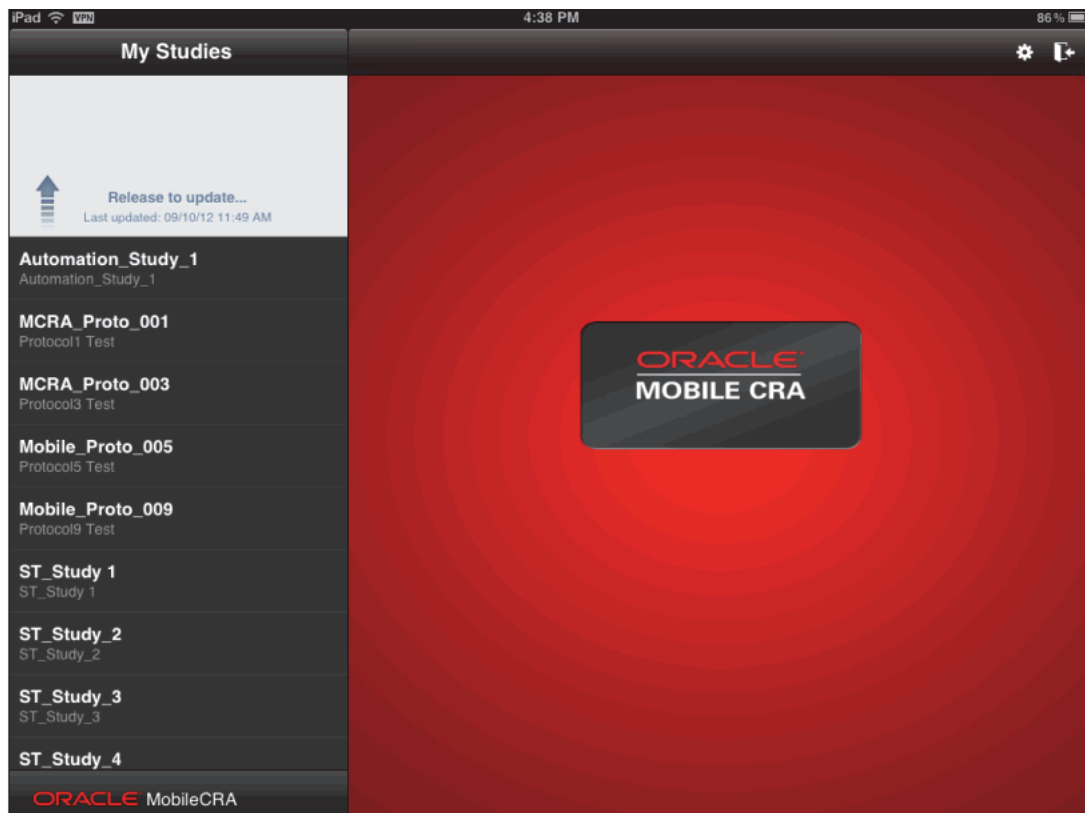 iPad VPN 4:38 PM 86%
My Studies
Release to update...
Last updated: 09/10/12 11:49 AM
Automation_Study_1
Automation_Study_1
MCRA_Proto_001
Protocol1 Test
MCRA_Proto_003
Protocol3 Test
Mobile_Proto_005
Protocol5 Test
Mobile_Proto_009
Protocol9 Test
ST_Study 1
ST_Study 1
ST_Study_2
ST_Study_2
ST_Study_3
ST_Study_3
ST_Study_4
ORACLE MobileCRA
ORACLE
MOBILE CRA